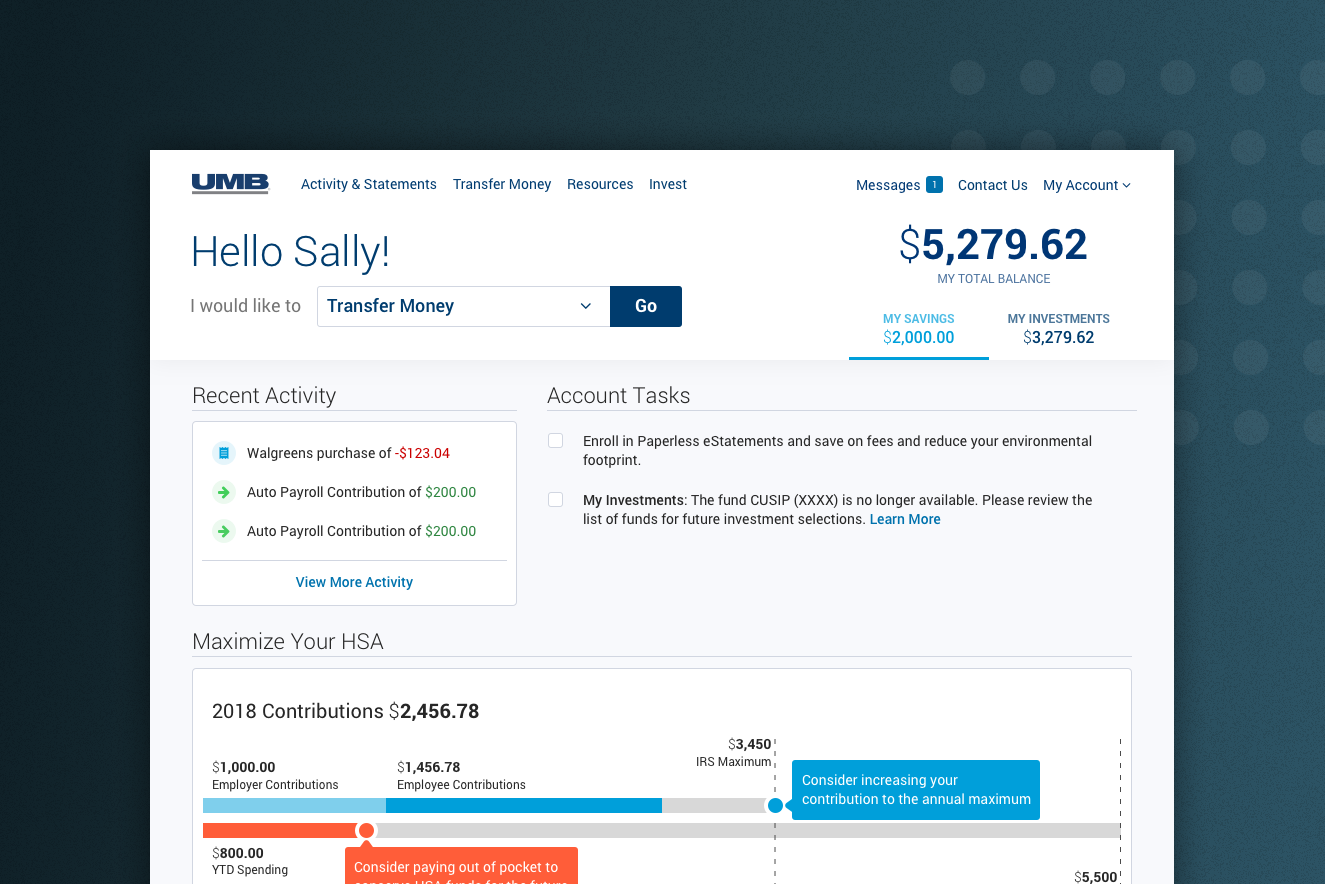 UMB
Activity & Statements Transfer Money Resources Invest
Messages 1 Contact Us My Account
Hello Sally!
I would like to Transfer Money Go
$5,279.62
MY TOTAL BALANCE
MY SAVINGS MY INVESTMENTS
$2,000.00 $3,279.62
Recent Activity
Walgreens purchase of -$123.04
Auto Payroll Contribution of $200.00
Auto Payroll Contribution of $200.00
View More Activity
Account Tasks
Enroll in Paperless eStatements and save on fees and reduce your environmental
footprint.
My Investments: The fund CUSIP (XXXX) is no longer available. Please review the
list of funds for future investment selections. Learn More
Maximize Your HSA
2018 Contributions $2,456.78
$1,000.00
Employer Contributions
$1,456.78
Employee Contributions
$3,450
IRS Maximum
Consider increasing your
contribution to the annual maximum
$800.00
YTD Spending
Consider paying out of pocket to
conserve HSA funds for the future
$5,500